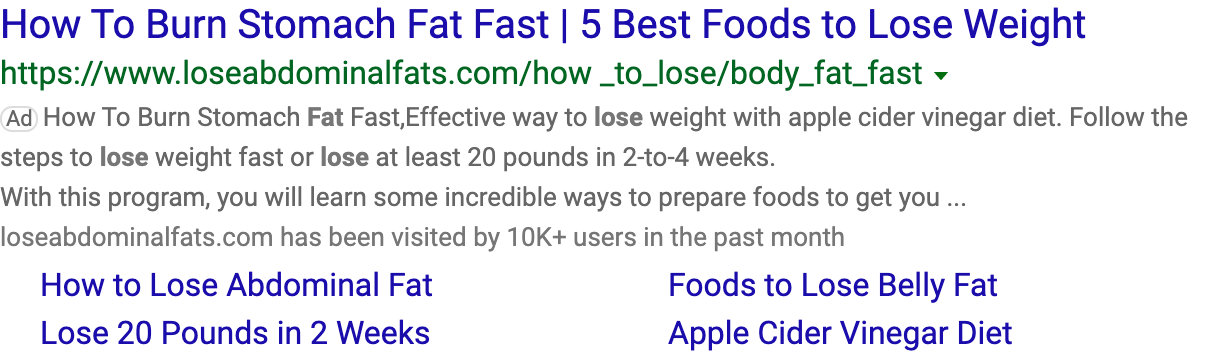 How To Burn Stomach Fat Fast | 5 Best Foods to Lose Weight
https://www.loseabdominalfats.com/how _to_lose/body_fat_fast
Ad How To Burn Stomach Fat Fast,Effective way to lose weight with apple cider vinegar diet. Follow the
steps to lose weight fast or lose at least 20 pounds in 2-to-4 weeks.
With this program, you will learn some incredible ways to prepare foods to get you ...
loseabdominalfats.com has been visited by 10K+ users in the past month
How to Lose Abdominal Fat
Foods to Lose Belly Fat
Lose 20 Pounds in 2 Weeks
Apple Cider Vinegar Diet